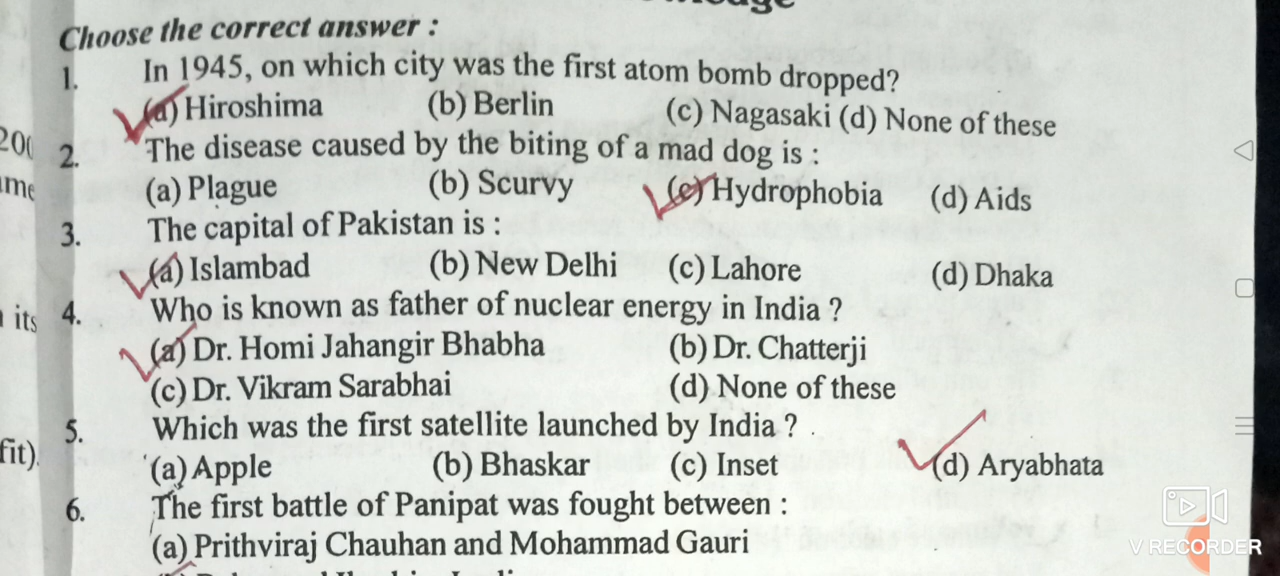 Choose the correct answer :
1. In 1945, on which city was the first atom bomb dropped?
(a) Hiroshima (b) Berlin (c) Nagasaki (d) None of these
200 2. The disease caused by the biting of a mad dog is :
me (a) Plague (b) Scurvy (c) Hydrophobia (d) Aids
3. The capital of Pakistan is :
(a) Islambad (b) New Delhi (c) Lahore (d) Dhaka
its 4. Who is known as father of nuclear energy in India ?
(a) Dr. Homi Jahangir Bhabha (b) Dr. Chatterji
(c) Dr. Vikram Sarabhai (d) None of these
5. Which was the first satellite launched by India ?
fit). (a) Apple (b) Bhaskar (c) Inset (d) Aryabhata
6. The first battle of Panipat was fought between :
(a) Prithviraj Chauhan and Mohammad Gauri
V RECORDER